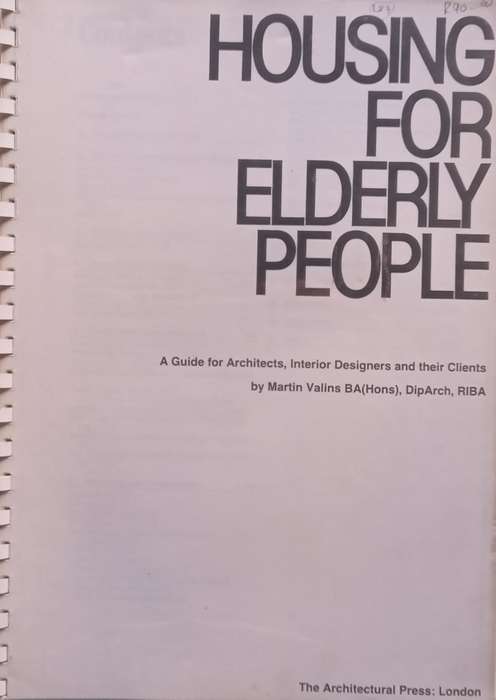 R90
HOUSING
FOR
ELDERLY
PEOPLE
A Guide for Architects, Interior Designers and their Clients
by Martin Valins BA(Hons), DipArch, RIBA
The Architectural Press: London